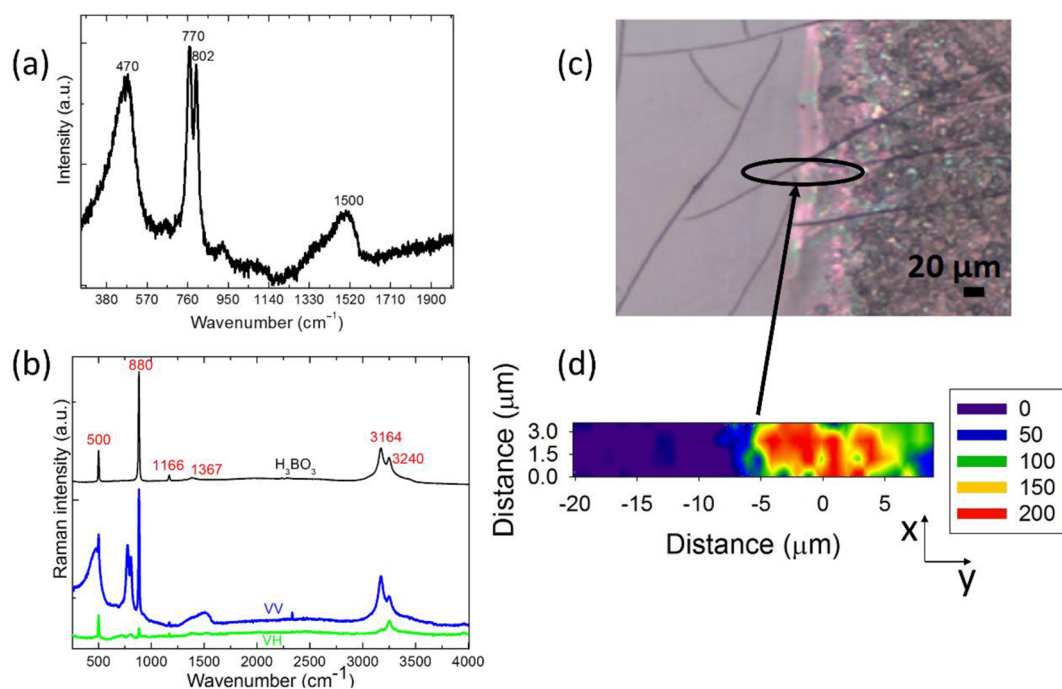 (a)
470
770
802
1500
Intensity (a.u.)
380 570 760 950 1140 1330 1520 1710 1900
Wavenumber (cm⁻¹)
(b)
880
500
1166
1367
H₃BO₃
3164
3240
VV
VH
Raman intensity (a.u.)
500 1000 1500 2000 2500 3000 3500 4000
Wavenumber (cm⁻¹)
(c)
20 µm
(d)
Distance (µm)
3.0
1.5
0.0
-20 -15 -10 -5 0 5
Distance (µm)
x
y
0
50
100
150
200